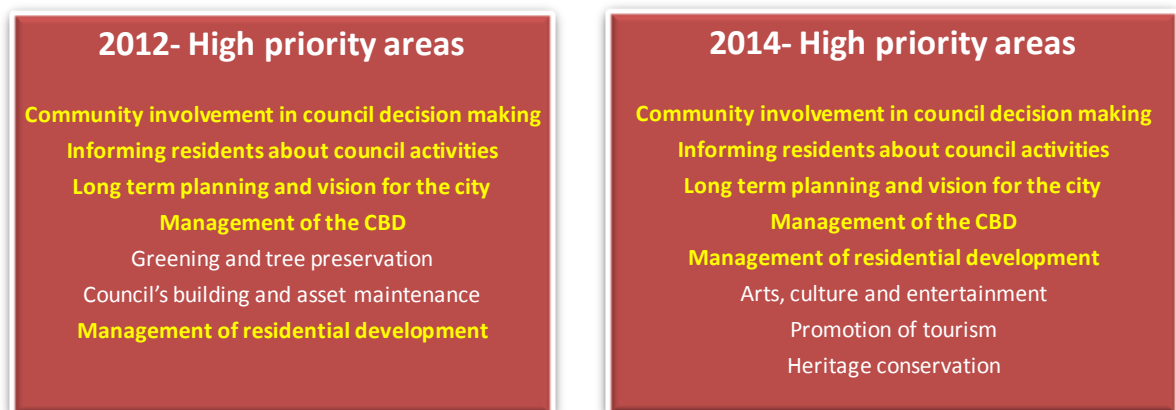 2012- High priority areas
Community involvement in council decision making
Informing residents about council activities
Long term planning and vision for the city
Management of the CBD
Greening and tree preservation
Council’s building and asset maintenance
Management of residential development
2014- High priority areas
Community involvement in council decision making
Informing residents about council activities
Long term planning and vision for the city
Management of the CBD
Management of residential development
Arts, culture and entertainment
Promotion of tourism
Heritage conservation